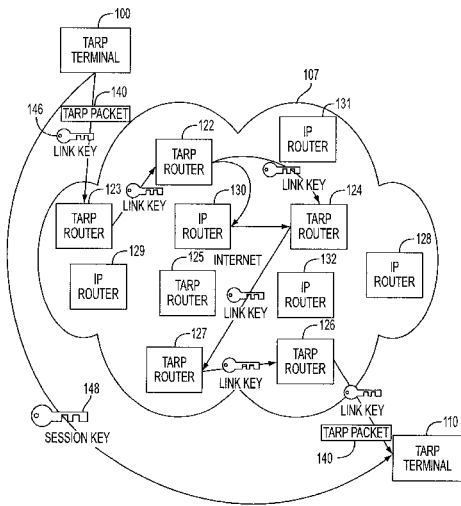 100
TARP
TERMINAL
140
TARP PACKET
146
LINK KEY
107
131
IP
ROUTER
122
TARP
ROUTER
LINK KEY
LINK KEY
123
TARP
ROUTER
130
IP
ROUTER
124
TARP
ROUTER
129
IP
ROUTER
INTERNET
125
TARP
ROUTER
132
IP
ROUTER
128
IP
ROUTER
LINK KEY
127
TARP
ROUTER
126
TARP
ROUTER
LINK KEY
LINK KEY
148
SESSION KEY
TARP PACKET
140
110
TARP
TERMINAL